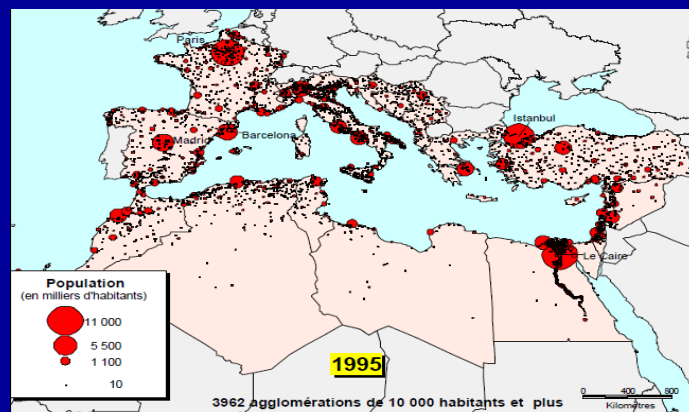 Paris
Istanbul
Madrid
Barcelona
Le Caire
Population
(en milliers d'habitants)
11 000
5 500
1 100
10
1995
0 400 800
Kilomètres
3962 agglomérations de 10 000 habitants et plus